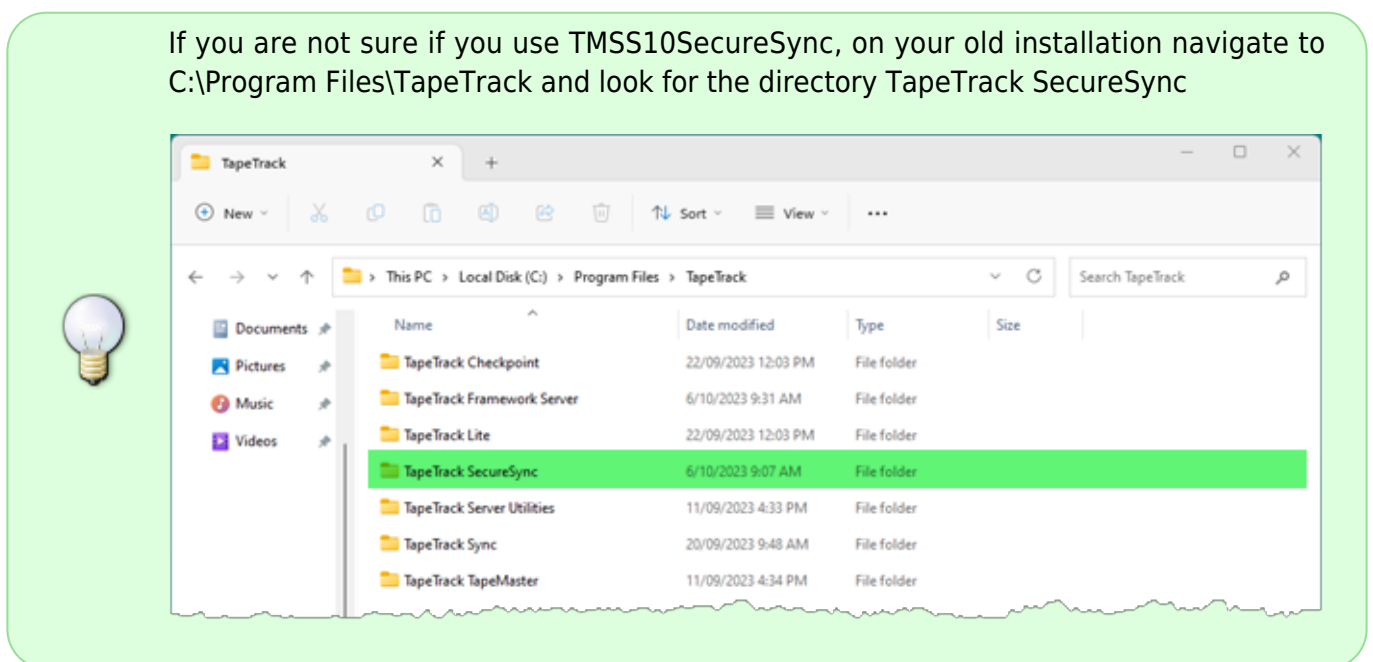 If you are not sure if you use TMSS10SecureSync, on your old installation navigate to
C:\Program Files\TapeTrack and look for the directory TapeTrack SecureSync
TapeTrack
New
Sort
View
This PC > Local Disk (C:) > Program Files > TapeTrack
Search TapeTrack
Documents
Pictures
Music
Videos
Name Date modified Type Size
TapeTrack Checkpoint 22/09/2023 12:03 PM File folder
TapeTrack Framework Server 6/10/2023 9:31 AM File folder
TapeTrack Lite 22/09/2023 12:03 PM File folder
TapeTrack SecureSync 6/10/2023 9:07 AM File folder
TapeTrack Server Utilities 11/09/2023 4:33 PM File folder
TapeTrack Sync 20/09/2023 9:48 AM File folder
TapeTrack TapeMaster 11/09/2023 4:34 PM File folder